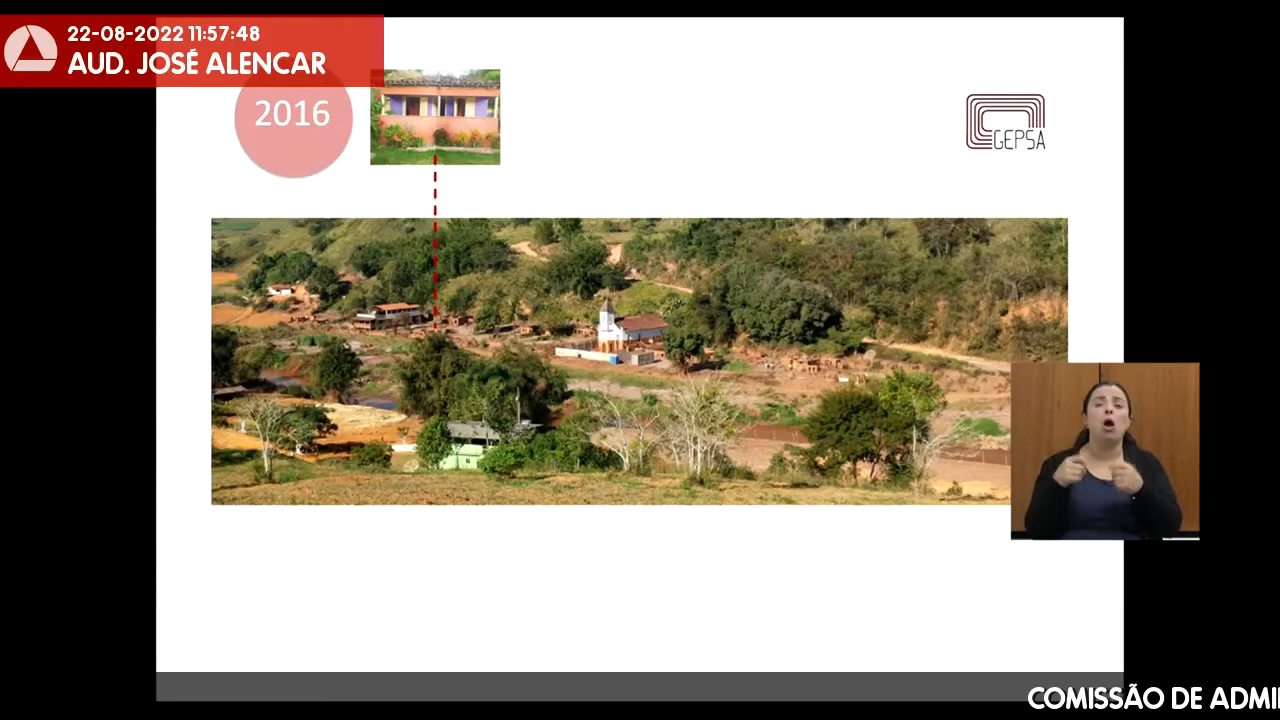 22-08-2022 11:57:48
AUD. JOSÉ ALENCAR
2016
GEPSA
COMISSÃO DE ADMI